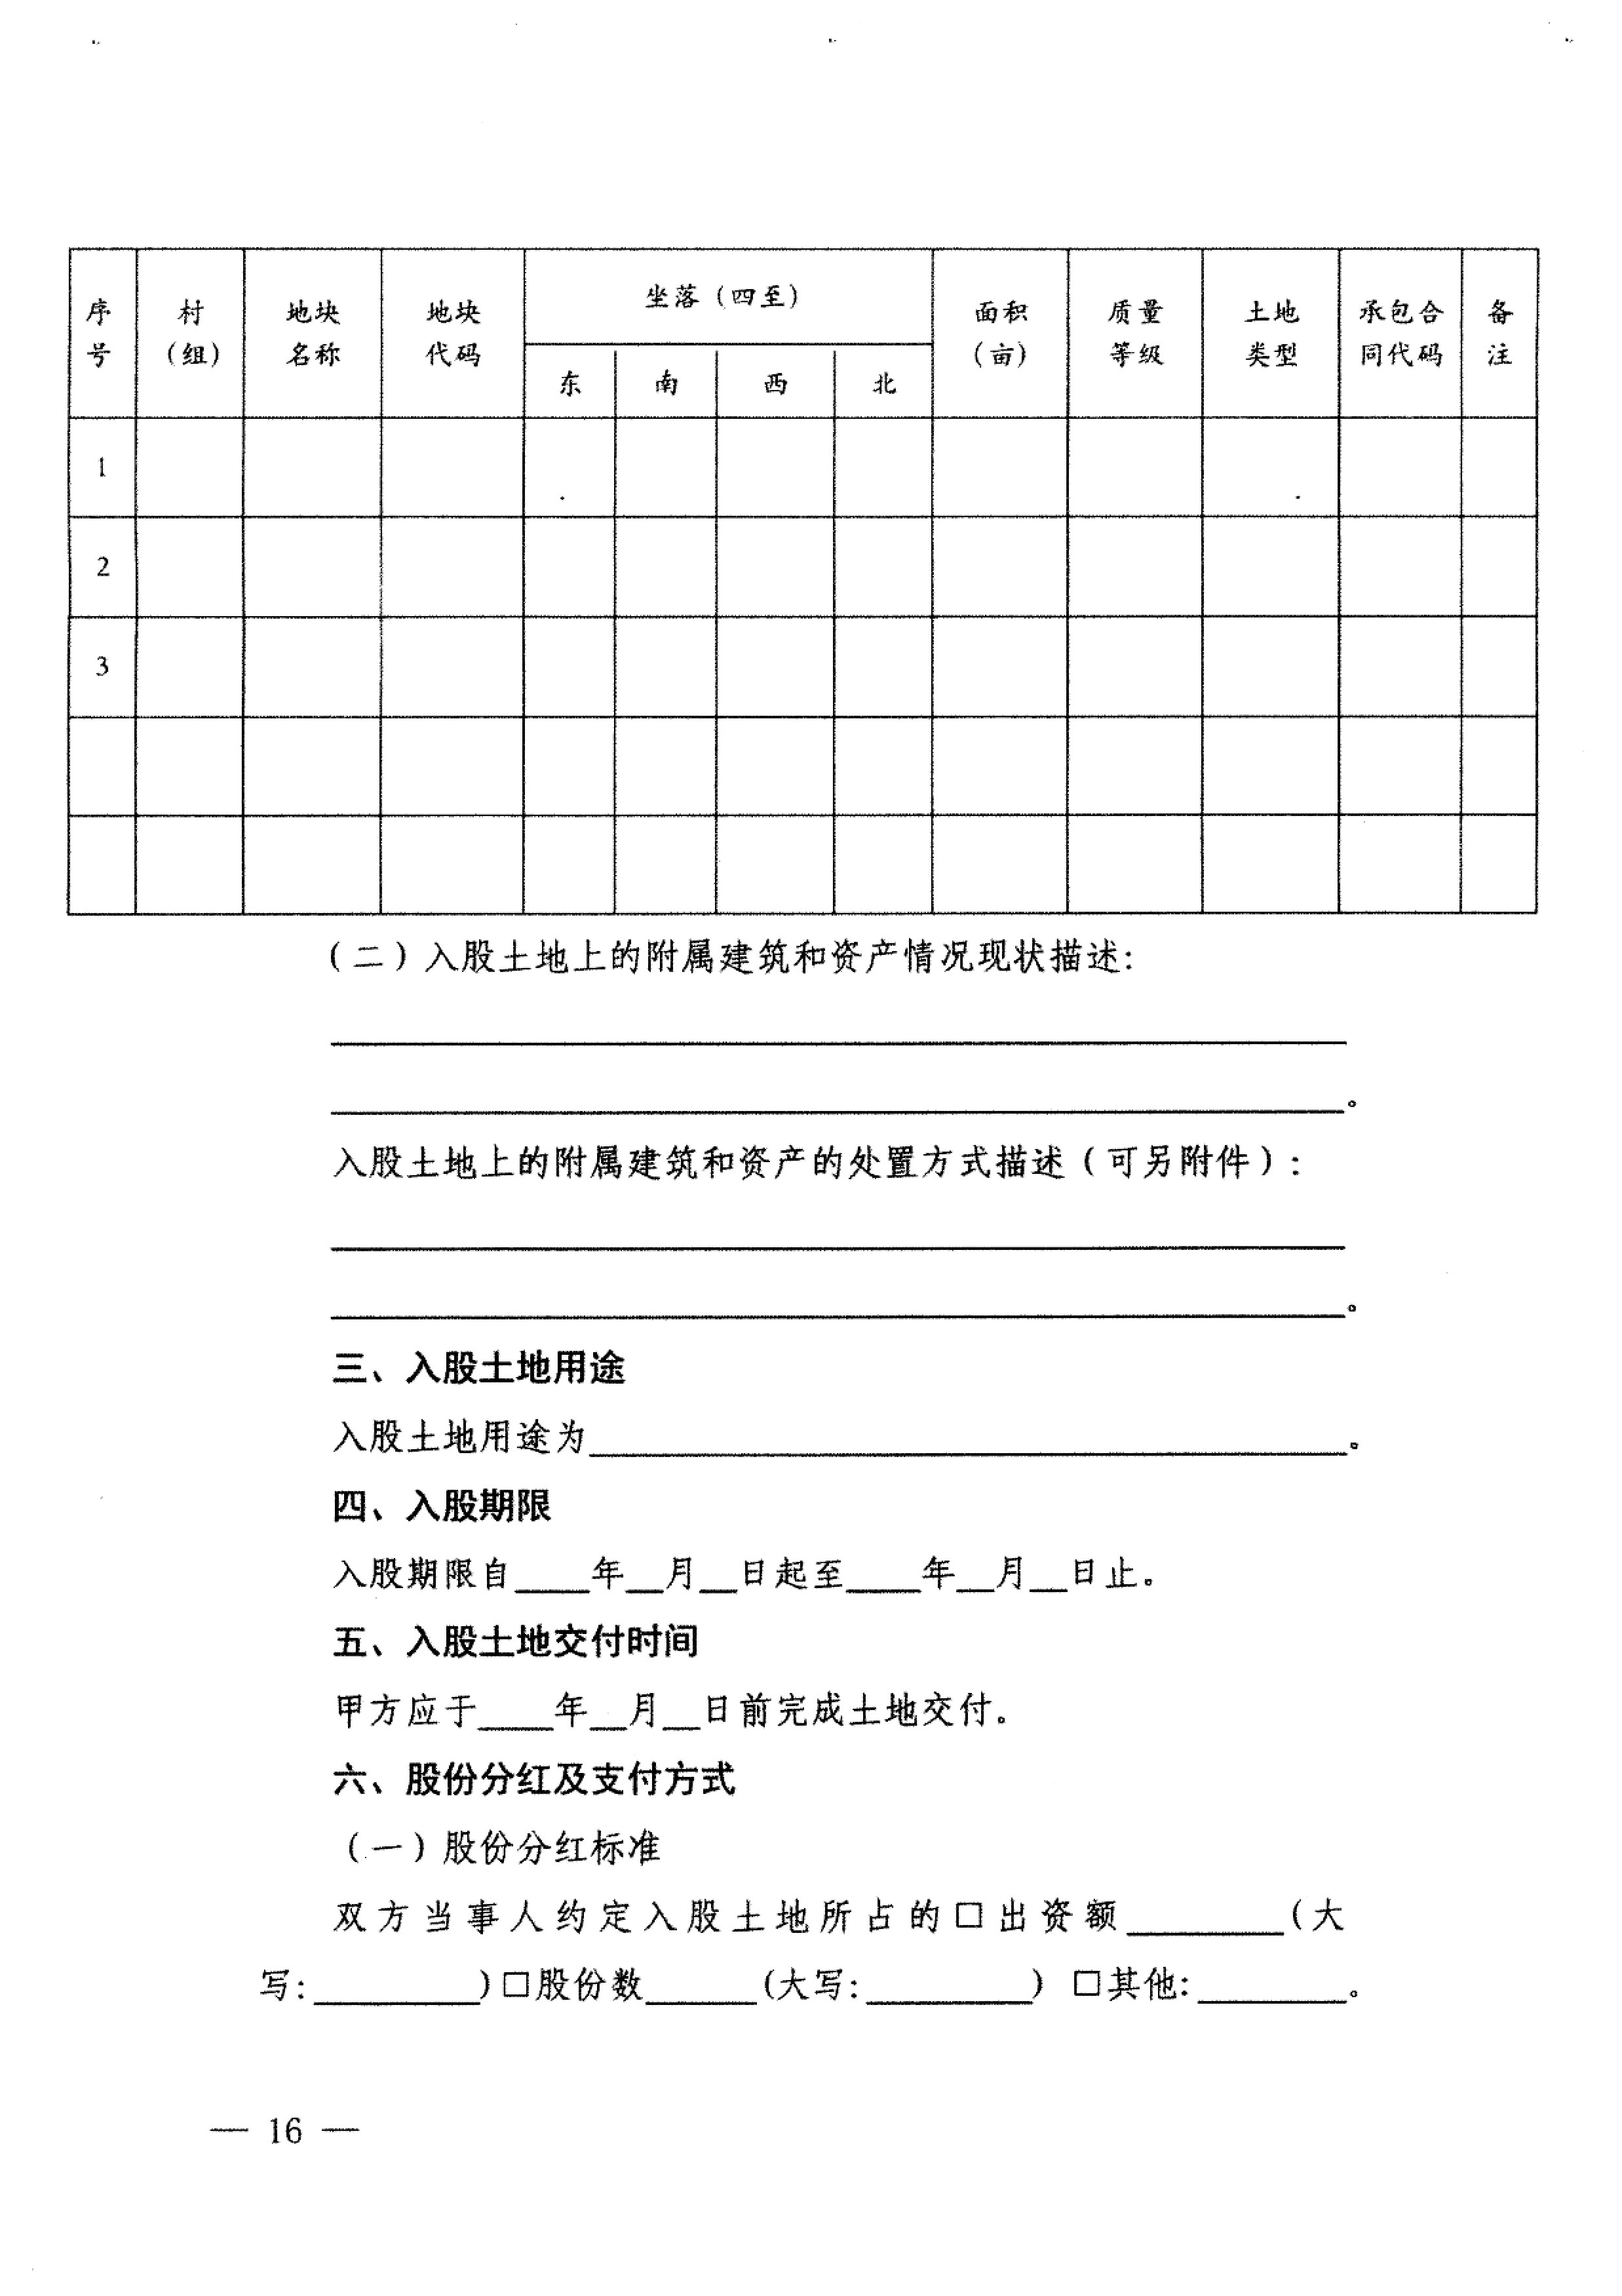 序号 村（组） 地块名称 地块代码 坐落（四至） 面积（亩） 质量等级 土地类型 承包合同代码 备注
东 南 西 北
1
2
3
（二）入股土地上的附属建筑和资产情况现状描述：
。
入股土地上的附属建筑和资产的处置方式描述（可另附件）：
。
三、入股土地用途
入股土地用途为____。
四、入股期限
入股期限自____年__月__日起至____年__月__日止。
五、入股土地交付时间
甲方应于____年__月__日前完成土地交付。
六、股份分红及支付方式
（一）股份分红标准
双方当事人约定入股土地所占的□出资额____（大
写：____）□股份数____（大写：____） □其他：____。
— 16 —